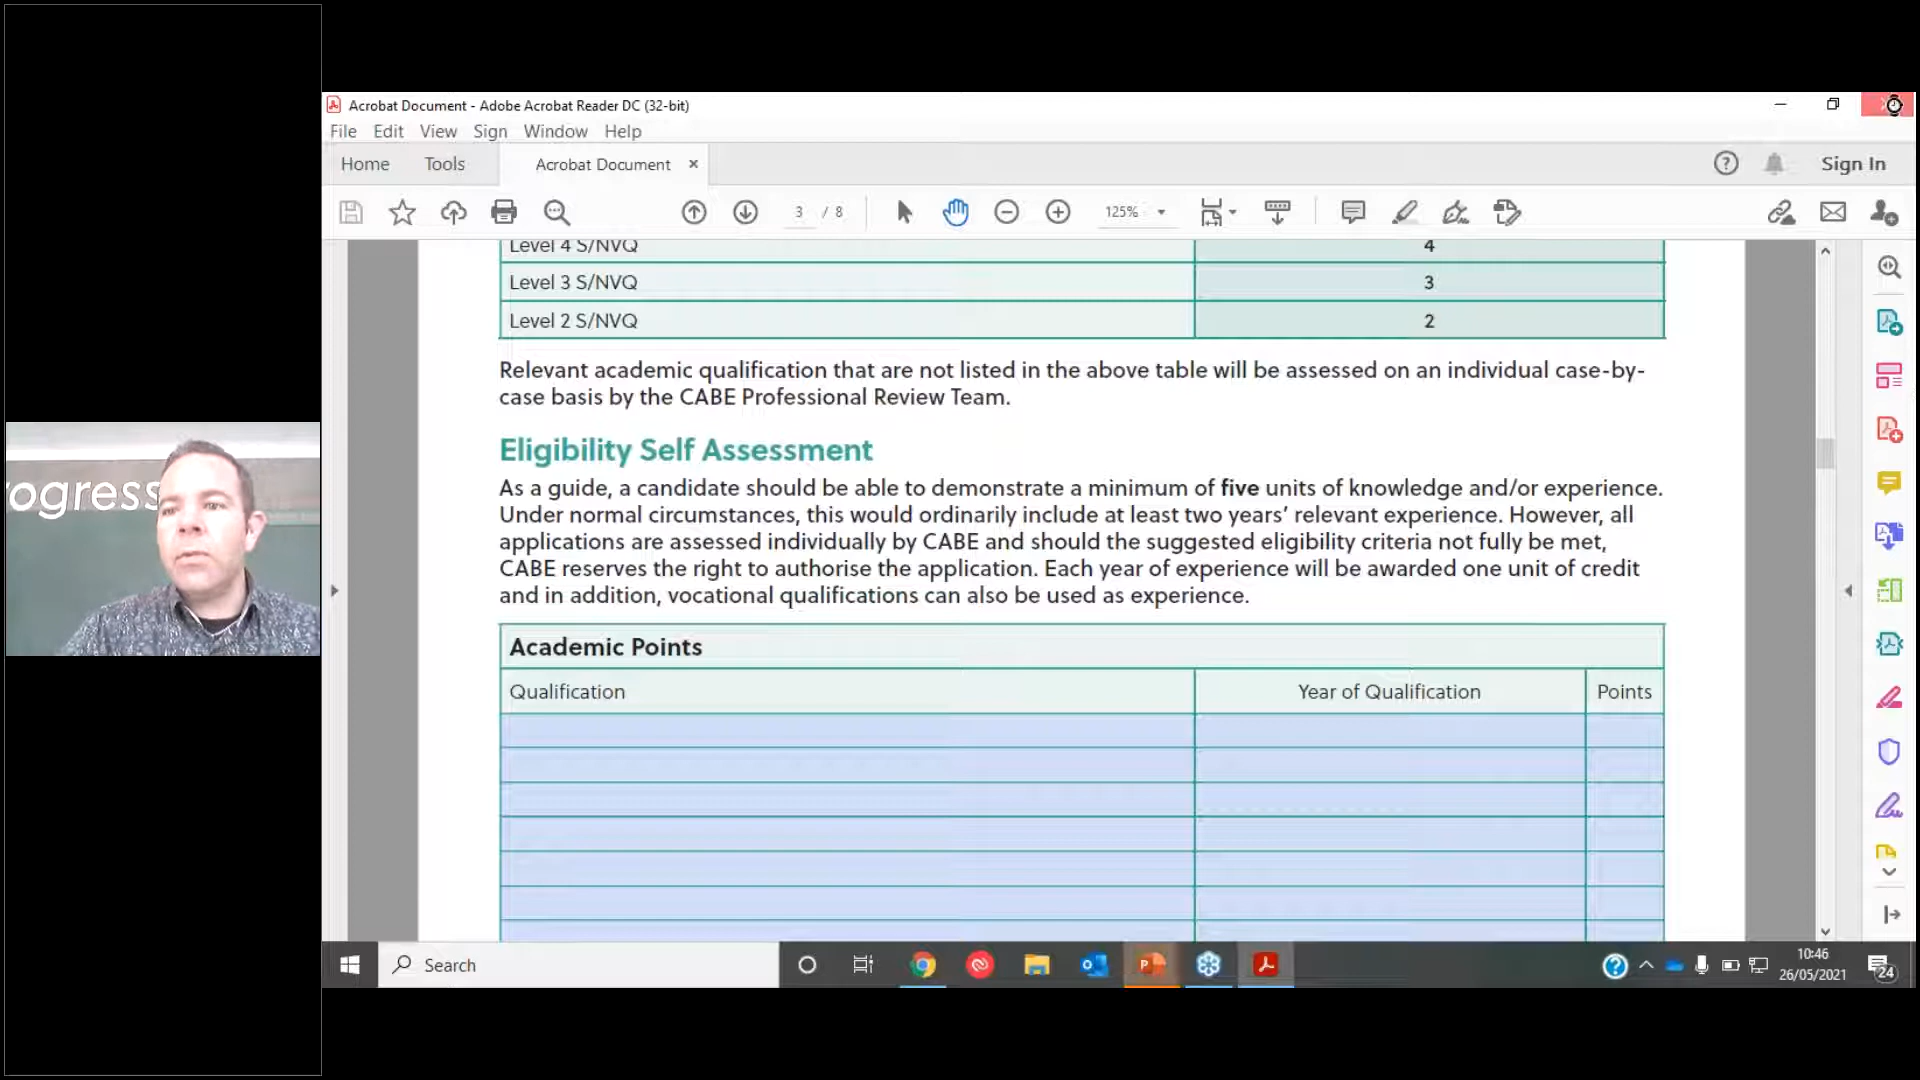 ogress
Acrobat Document - Adobe Acrobat Reader DC (32-bit)
File Edit View Sign Window Help
Home Tools Acrobat Document × Sign In
3 / 8 125%
Level 4 S/NVQ 4
Level 3 S/NVQ 3
Level 2 S/NVQ 2
Relevant academic qualification that are not listed in the above table will be assessed on an individual case-by-
case basis by the CABE Professional Review Team.
Eligibility Self Assessment
As a guide, a candidate should be able to demonstrate a minimum of five units of knowledge and/or experience.
Under normal circumstances, this would ordinarily include at least two years’ relevant experience. However, all
applications are assessed individually by CABE and should the suggested eligibility criteria not fully be met,
CABE reserves the right to authorise the application. Each year of experience will be awarded one unit of credit
and in addition, vocational qualifications can also be used as experience.
Academic Points
Qualification Year of Qualification Points
Search
10:46
26/05/2021
24